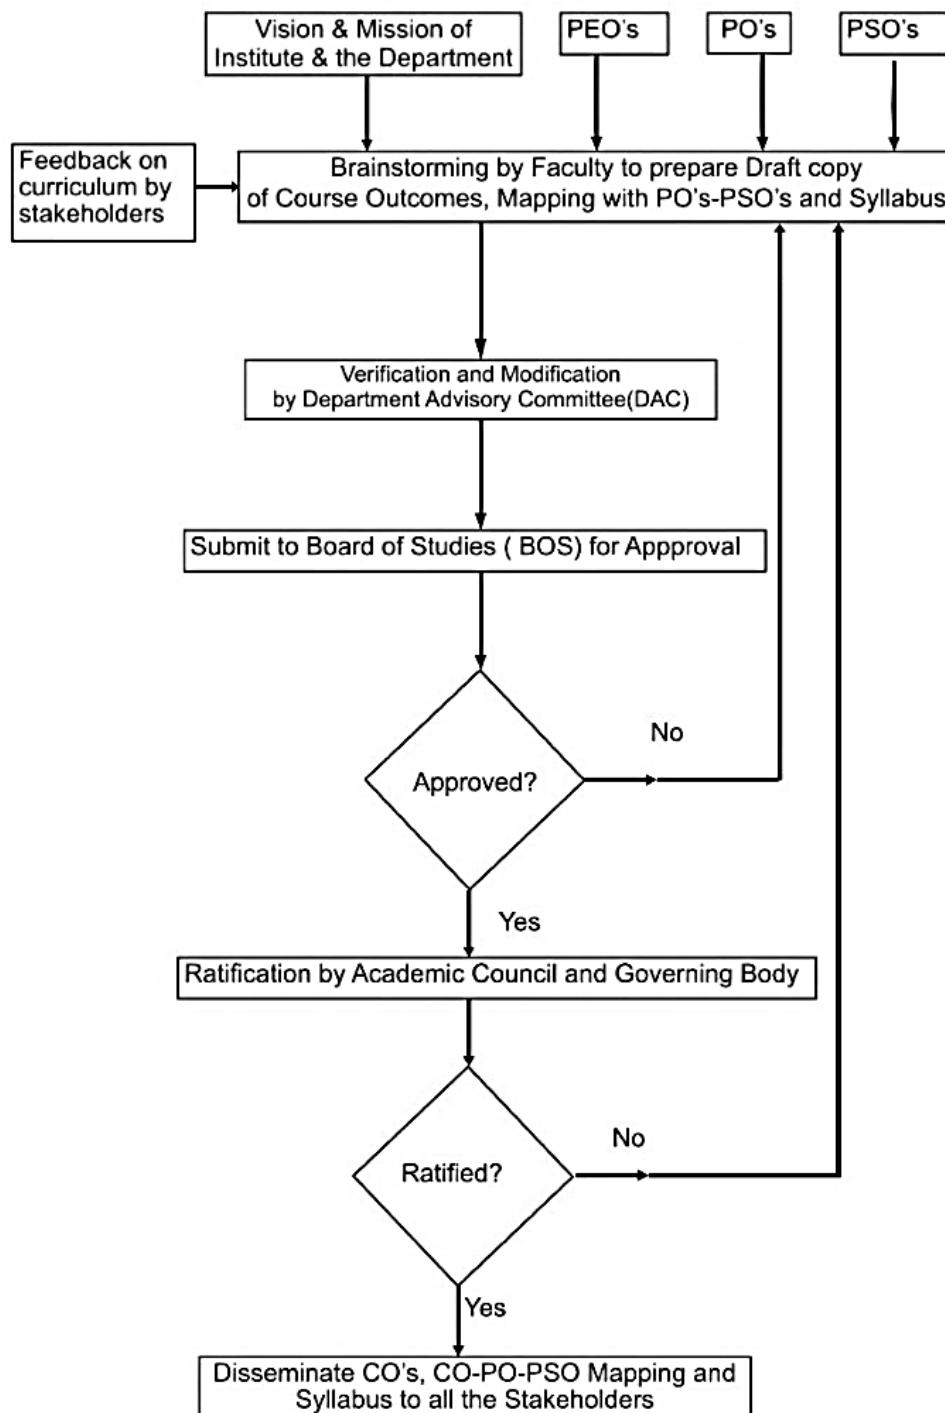 Vision & Mission of
Institute & the Department
PEO's
PO's
PSO's
Feedback on
curriculum by
stakeholders
Brainstorming by Faculty to prepare Draft copy
of Course Outcomes, Mapping with PO's-PSO's and Syllabus
Verification and Modification
by Department Advisory Committee(DAC)
Submit to Board of Studies ( BOS) for Appproval
No
Approved?
Yes
Ratification by Academic Council and Governing Body
No
Ratified?
Yes
Disseminate CO's, CO-PO-PSO Mapping and
Syllabus to all the Stakeholders